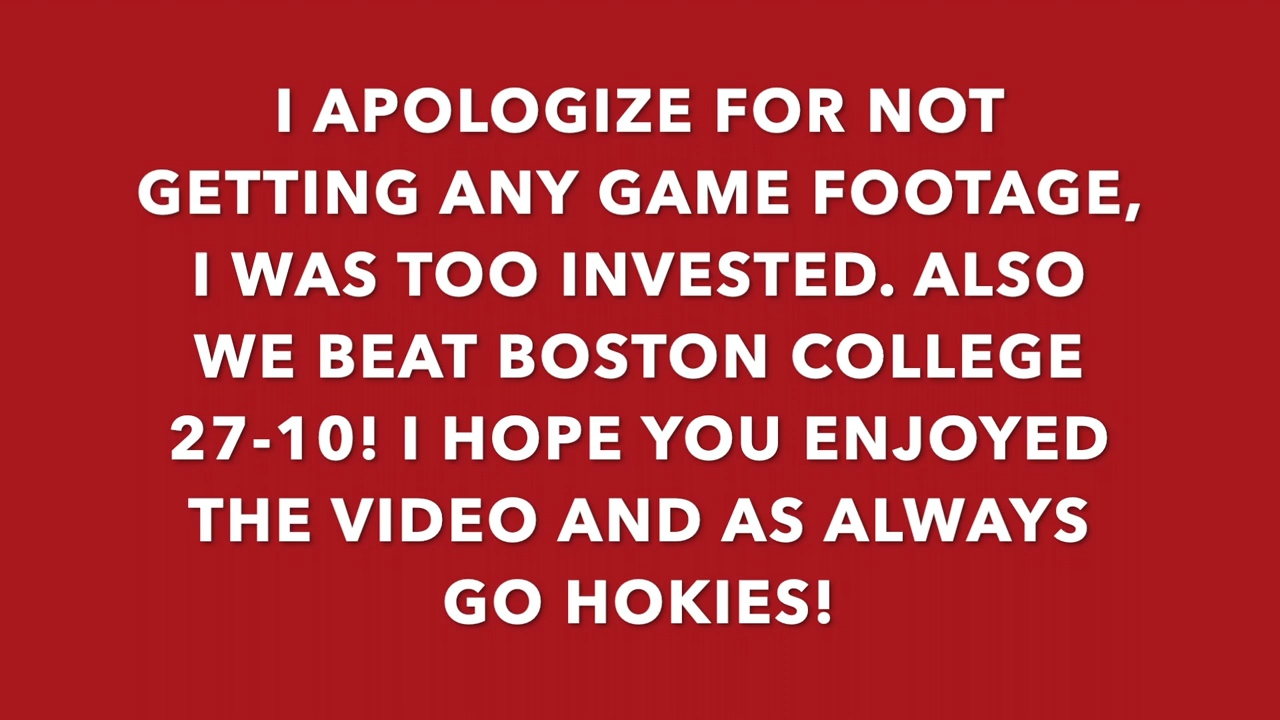 I APOLOGIZE FOR NOT
GETTING ANY GAME FOOTAGE,
I WAS TOO INVESTED. ALSO
WE BEAT BOSTON COLLEGE
27-10! I HOPE YOU ENJOYED
THE VIDEO AND AS ALWAYS
GO HOKIES!